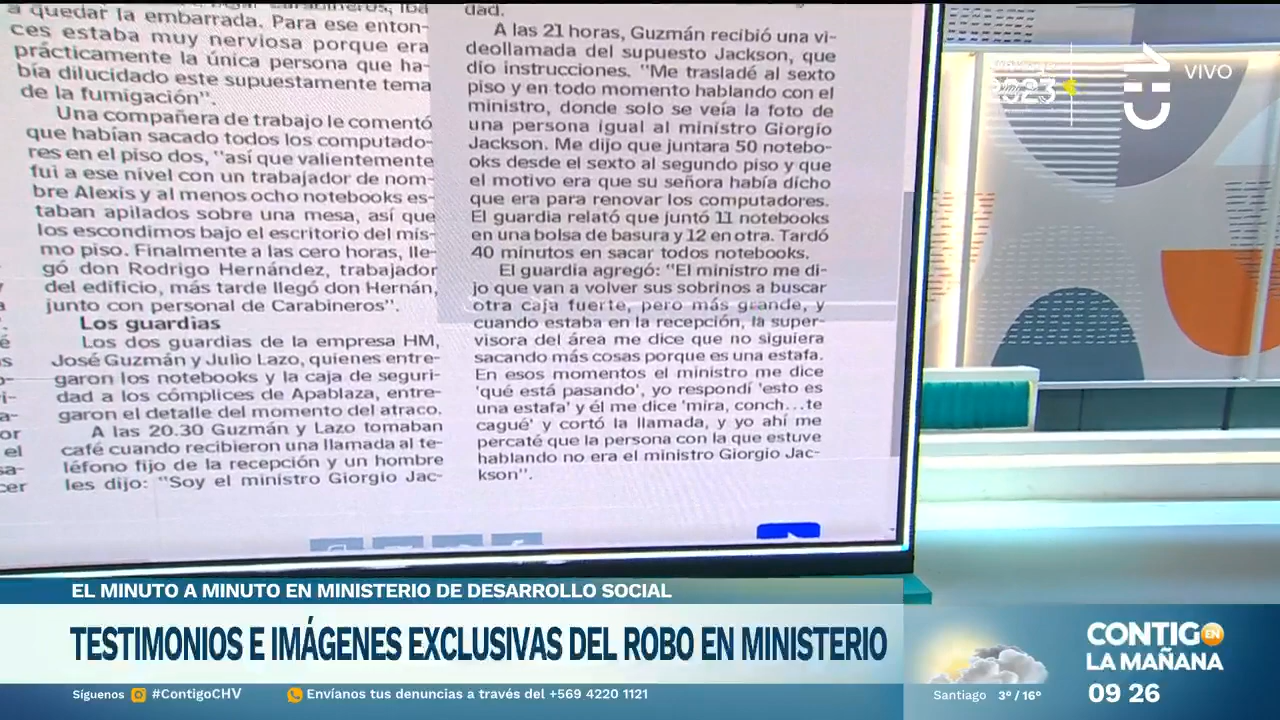 a quedar la embarrada. Para ese enton-
ces estaba muy nerviosa porque era
prácticamente la única persona que ha-
bía dilucidado este supuestamente tema
de la fumigación".
Una compañera de trabajo le comentó
que habían sacado todos los computado-
res en el piso dos, "así que valientemente
fui a ese nivel con un trabajador de nom-
bre Alexis y al menos ocho notebooks es-
taban apilados sobre una mesa, así que
los escondimos bajo el escritorio del mis-
mo piso. Finalmente a las cero horas, lle-
gó don Rodrigo Hernández, trabajador
del edificio, más tarde llegó don Hernán,
junto con personal de Carabineros".
Los guardias
Los dos guardias de la empresa HM,
José Guzmán y Julio Lazo, quienes entre-
garon los notebooks y la caja de seguri-
dad a los cómplices de Apablaza, entre-
garon el detalle del momento del atraco.
A las 20.30 Guzmán y Lazo tomaban
café cuando recibieron una llamada al te-
léfono fijo de la recepción y un hombre
les dijo: "Soy el ministro Giorgio Jac-
dad.
A las 21 horas, Guzmán recibió una vi-
deollamada del supuesto Jackson, que
dio instrucciones. "Me trasladé al sexto
piso y en todo momento hablando con el
ministro, donde solo se veía la foto de
una persona igual al ministro Giorgio
Jackson. Me dijo que juntara 50 notebo-
oks desde el sexto al segundo piso y que
el motivo era que su señora había dicho
que era para renovar los computadores.
El guardia relató que juntó 11 notebooks
en una bolsa de basura y 12 en otra. Tardó
40 minutos en sacar todos notebooks.
El guardia agregó: "El ministro me di-
jo que van a volver sus sobrinos a buscar
otra caja fuerte, pero más grande, y
cuando estaba en la recepción, la super-
visora del área me dice que no siguiera
sacando más cosas porque es una estafa.
En esos momentos el ministro me dice
'qué está pasando', yo respondí 'esto es
una estafa' y él me dice 'mira, conch...te
cagué' y cortó la llamada, y yo ahí me
percaté que la persona con la que estuve
hablando no era el ministro Giorgio Jac-
kson".
2023
VIVO
EL MINUTO A MINUTO EN MINISTERIO DE DESARROLLO SOCIAL
TESTIMONIOS E IMÁGENES EXCLUSIVAS DEL ROBO EN MINISTERIO
Síguenos #ContigoCHV Envíanos tus denuncias a través del +569 4220 1121
Santiago 3° / 16°
CONTIGO EN
LA MAÑANA
09 26